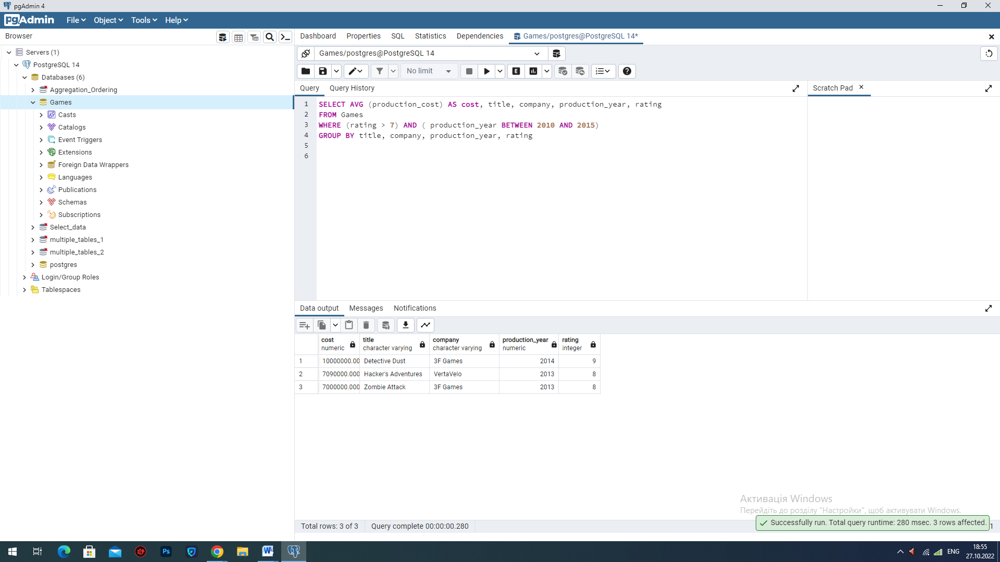 pgAdmin 4
pgAdmin File Object Tools Help
Browser
Dashboard Properties SQL Statistics Dependencies Games/postgres@PostgreSQL 14*
Servers (1)
PostgreSQL 14
Databases (6)
Aggregation_Ordering
Games
Casts
Catalogs
Event Triggers
Extensions
Foreign Data Wrappers
Languages
Publications
Schemas
Subscriptions
Select_data
multiple_tables_1
multiple_tables_2
postgres
Login/Group Roles
Tablespaces
Games/postgres@PostgreSQL 14
No limit
E
Query Query History
Scratch Pad
1 SELECT AVG (production_cost) AS cost, title, company, production_year, rating
2 FROM Games
3 WHERE (rating > 7) AND ( production_year BETWEEN 2010 AND 2015)
4 GROUP BY title, company, production_year, rating
5
6
Data output Messages Notifications
cost title company production_year rating
numeric character varying character varying numeric integer
1 10000000.00 Detective Dust 3F Games 2014 9
2 7090000.000 Hacker's Adventures VertaVelo 2013 8
3 7000000.000 Zombie Attack 3F Games 2013 8
Активація Windows
Перейдіть до розділу "Настройки", щоб активувати Windows.
Successfully run. Total query runtime: 280 msec. 3 rows affected.
Total rows: 3 of 3 Query complete 00:00:00.280
1
Ps
W
ENG
18:55
27.10.2022